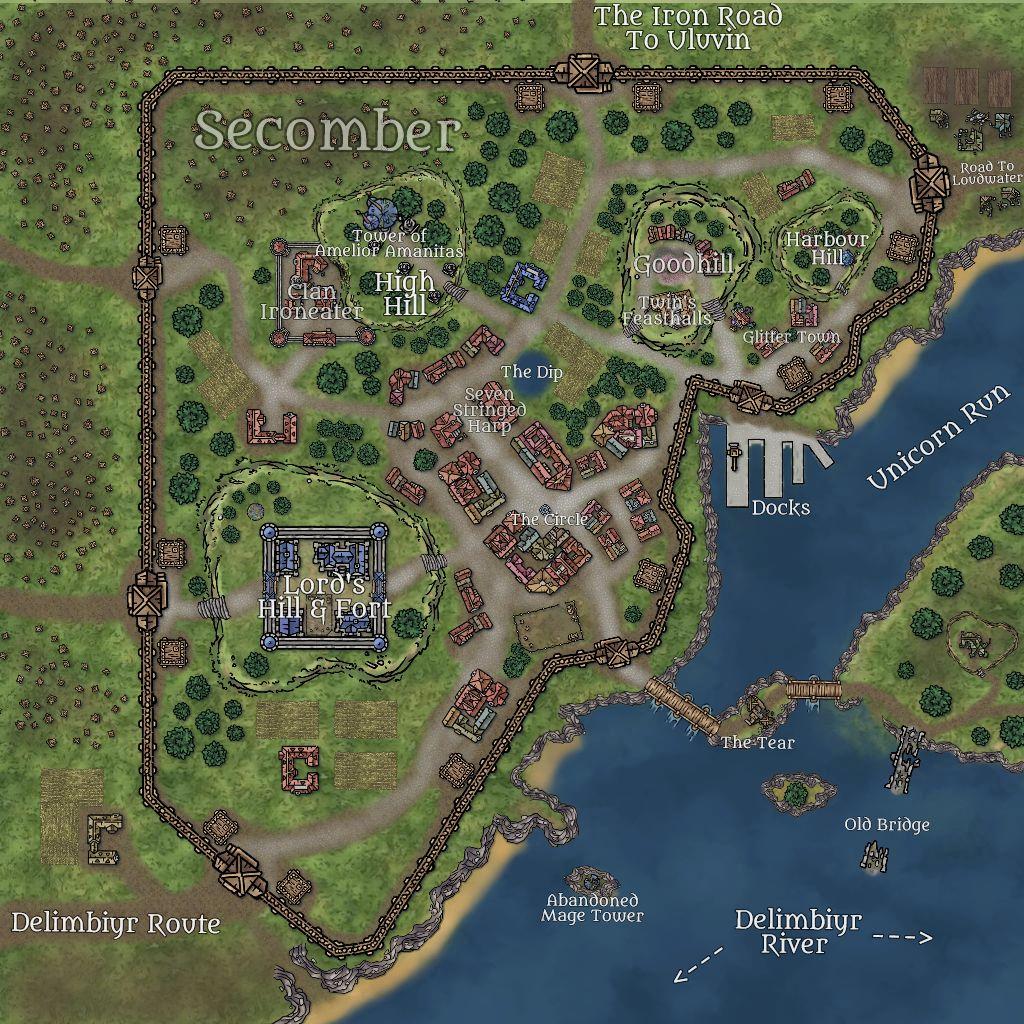 The Iron Road
To Uluvin
Secomber
Road To
Loudwater
Tower of
Amelior Amanitas
High
Hill
Clan
Ironeater
Goodhill
Harbour
Hill
Twin's
Feasthalls
Glitter Town
The Dip
Seven
Stringed
Harp
Unicorn Run
Docks
The Circle
Lord's
Hill & Fort
The Tear
Old Bridge
Abandoned
Mage Tower
Delimbiyr Route
Delimbiyr
River